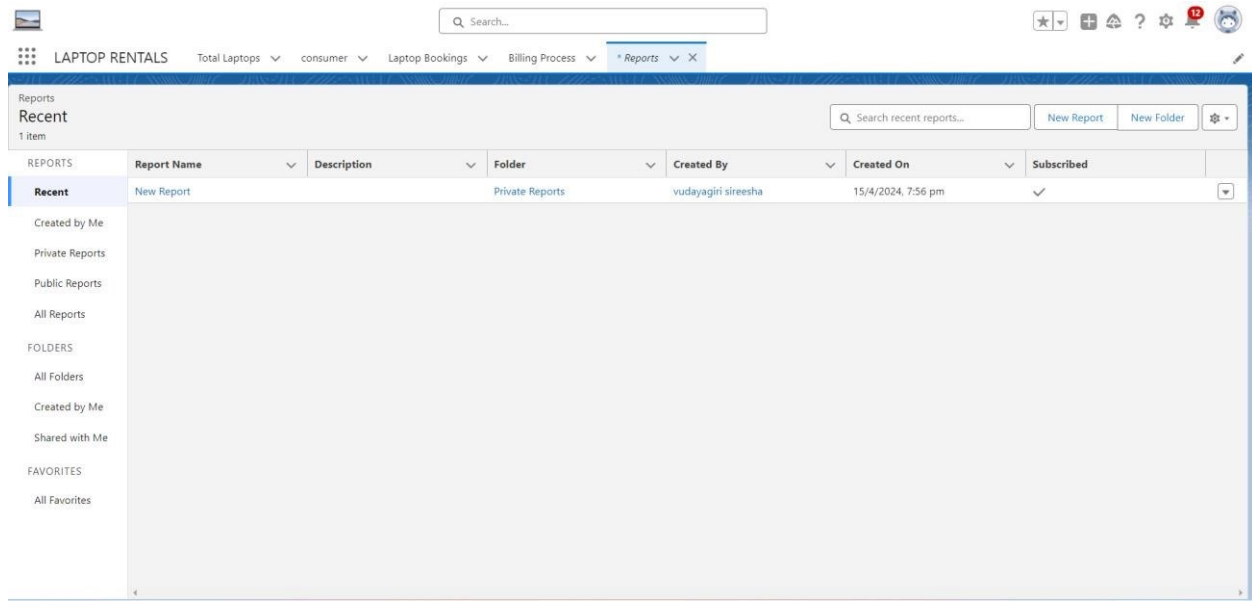 Search...
12
LAPTOP RENTALS Total Laptops consumer Laptop Bookings Billing Process * Reports
Reports
Recent
1 item
Search recent reports...
New Report New Folder
REPORTS
Recent
Created by Me
Private Reports
Public Reports
All Reports
FOLDERS
All Folders
Created by Me
Shared with Me
FAVORITES
All Favorites
Report Name Description Folder Created By Created On Subscribed
New Report Private Reports vudayagiri sireesha 15/4/2024, 7:56 pm